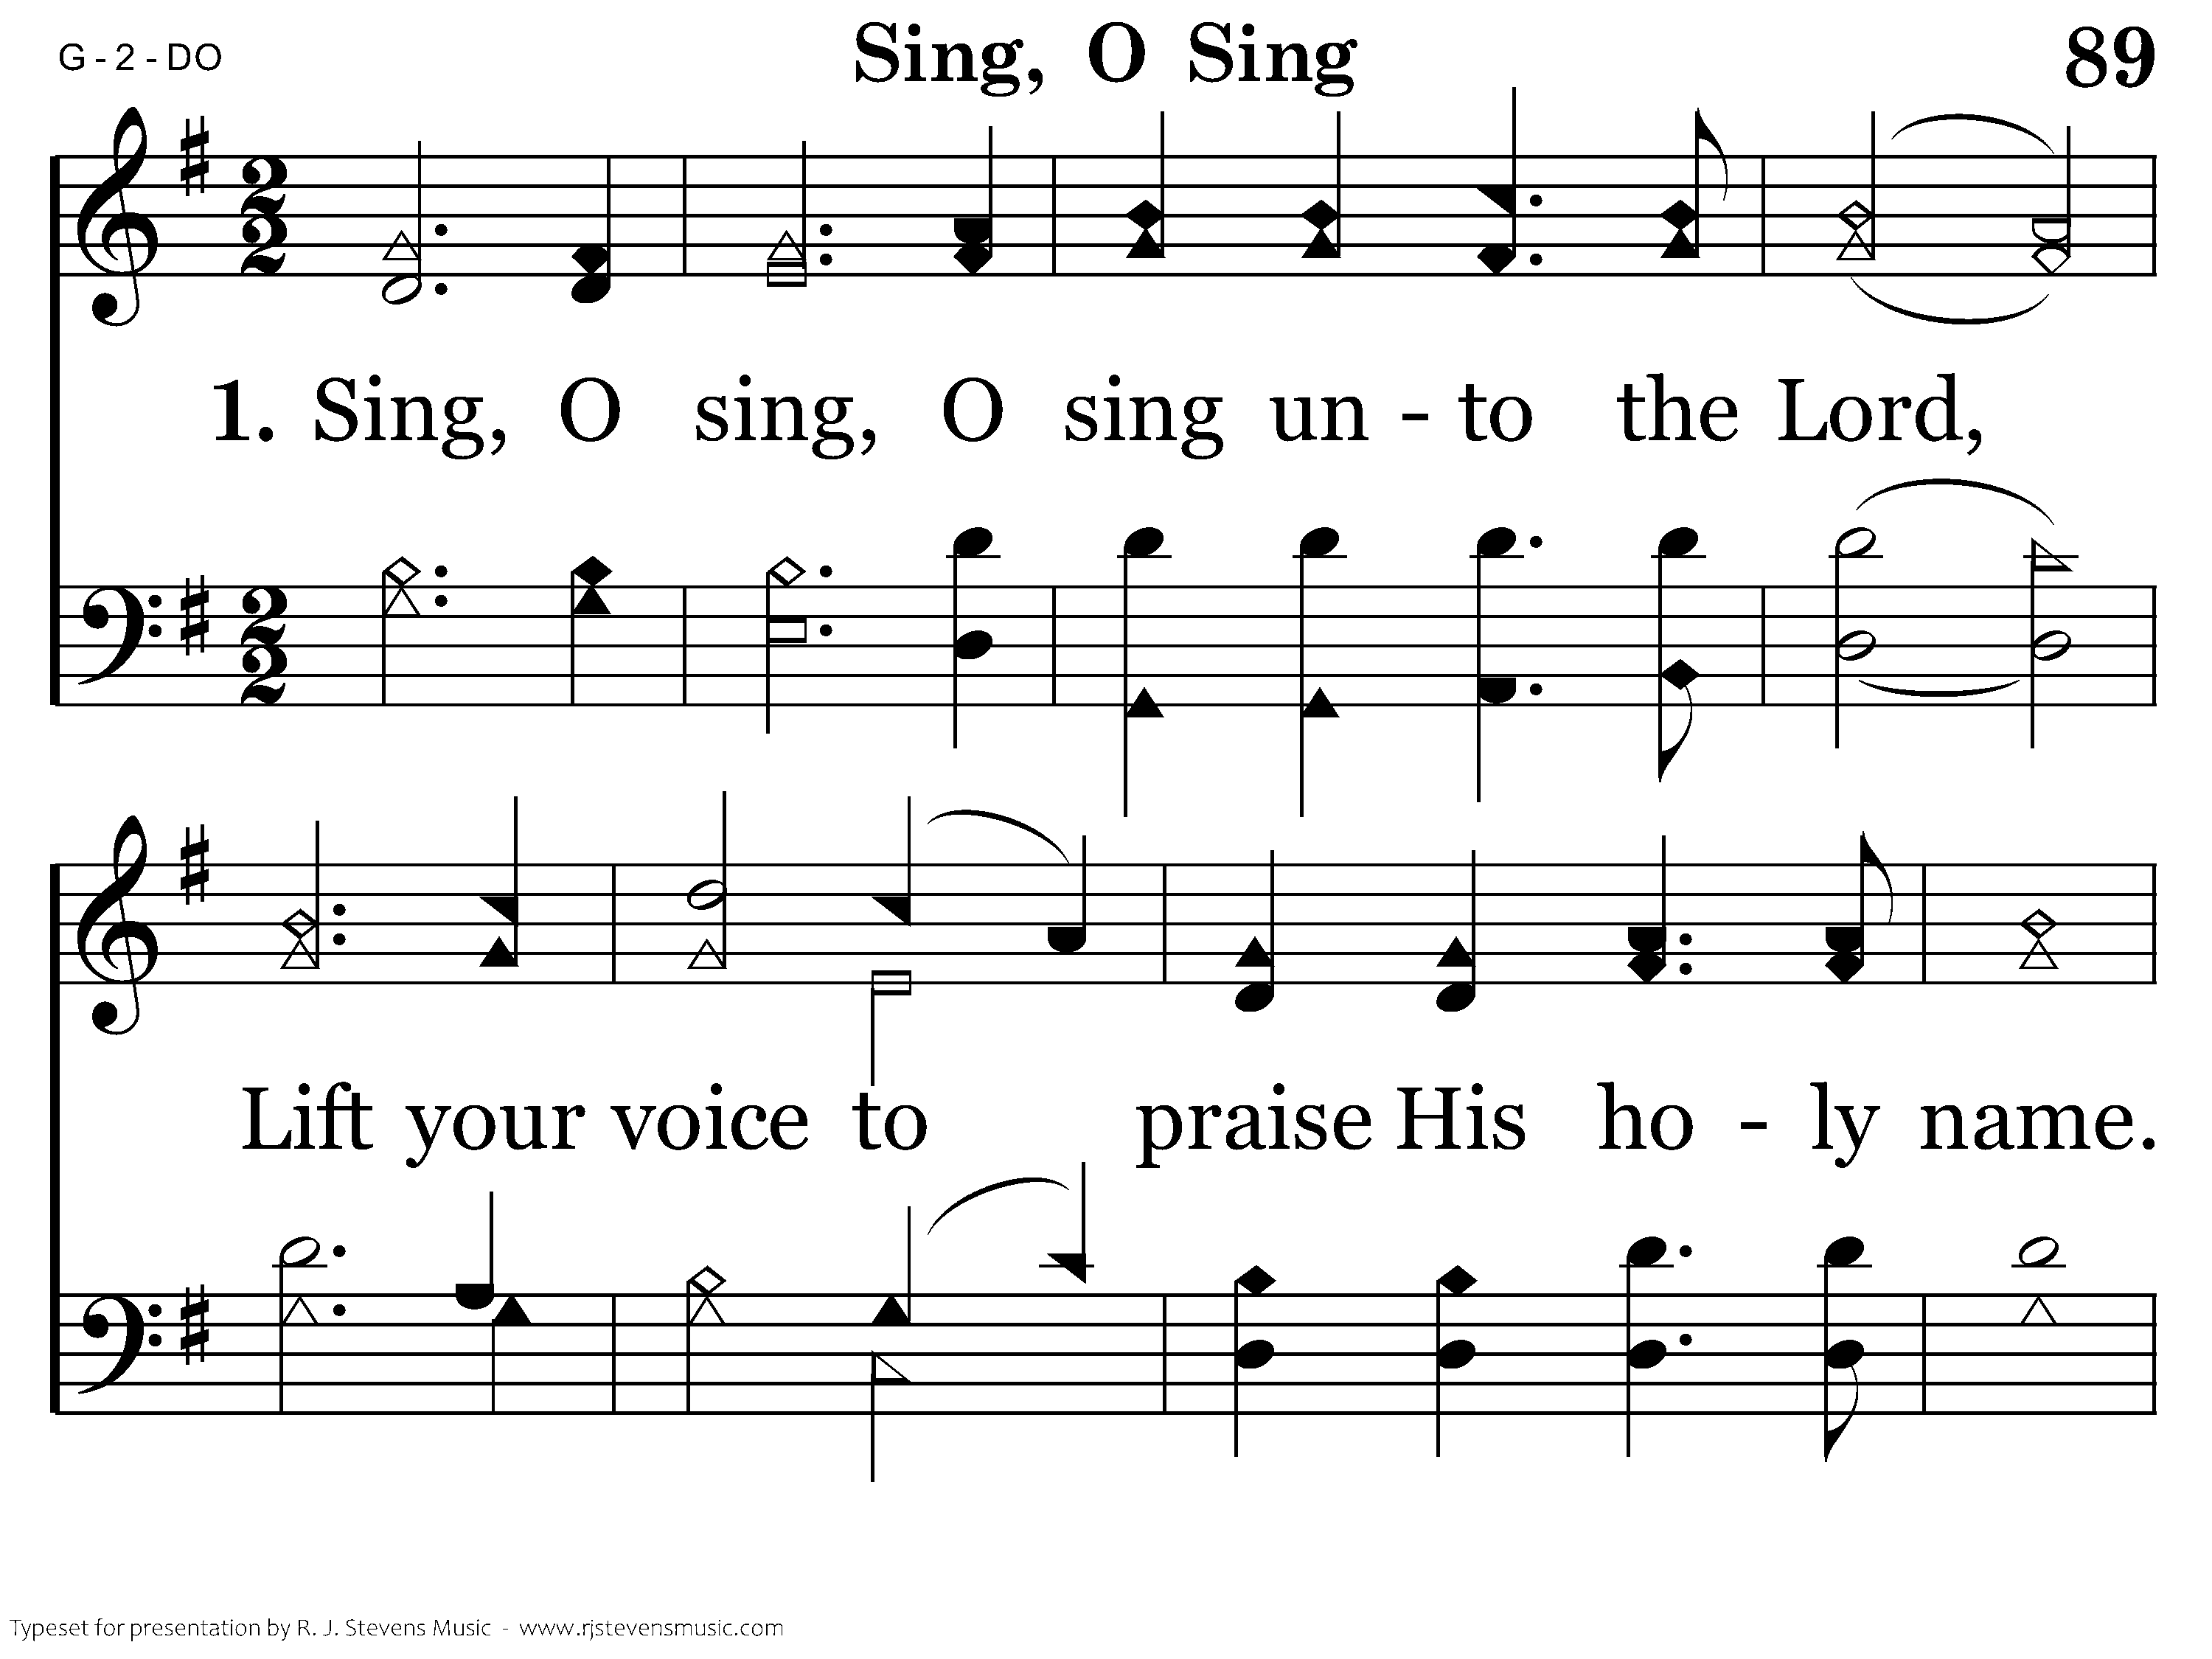 G - 2 - DO Sing, O Sing 89
1. Sing, O sing, O sing un - to the Lord,
Lift your voice to praise His ho - ly name.
Typeset for presentation by R. J. Stevens Music - www.rjstevensmusic.com